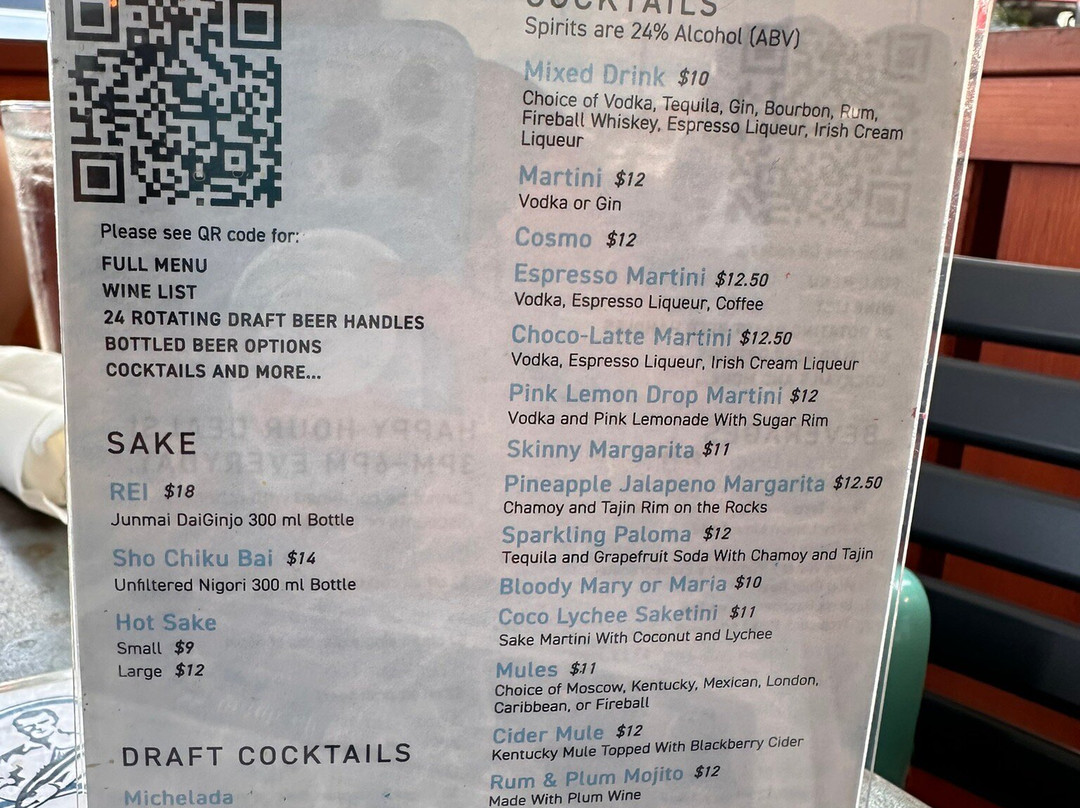 Please see QR code for:
FULL MENU
WINE LIST
24 ROTATING DRAFT BEER HANDLES
BOTTLED BEER OPTIONS
COCKTAILS AND MORE...
SAKE
REI $18
Junmai DaiGinjo 300 ml Bottle
Sho Chiku Bai $14
Unfiltered Nigori 300 ml Bottle
Hot Sake
Small $9
Large $12
DRAFT COCKTAILS
Michelada
COCKTAILS
Spirits are 24% Alcohol (ABV)
Mixed Drink $10
Choice of Vodka, Tequila, Gin, Bourbon, Rum,
Fireball Whiskey, Espresso Liqueur, Irish Cream
Liqueur
Martini $12
Vodka or Gin
Cosmo $12
Espresso Martini $12.50
Vodka, Espresso Liqueur, Coffee
Choco-Latte Martini $12.50
Vodka, Espresso Liqueur, Irish Cream Liqueur
Pink Lemon Drop Martini $12
Vodka and Pink Lemonade With Sugar Rim
Skinny Margarita $11
Pineapple Jalapeno Margarita $12.50
Chamoy and Tajin Rim on the Rocks
Sparkling Paloma $12
Tequila and Grapefruit Soda With Chamoy and Tajin
Bloody Mary or Maria $10
Coco Lychee Saketini $11
Sake Martini With Coconut and Lychee
Mules $11
Choice of Moscow, Kentucky, Mexican, London,
Caribbean, or Fireball
Cider Mule $12
Kentucky Mule Topped With Blackberry Cider
Rum & Plum Mojito $12
Made With Plum Wine
HAPPY HOUR DEALS!
3PM-6PM EVERYDAY